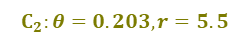 C₂: θ = 0.203, r = 5.5